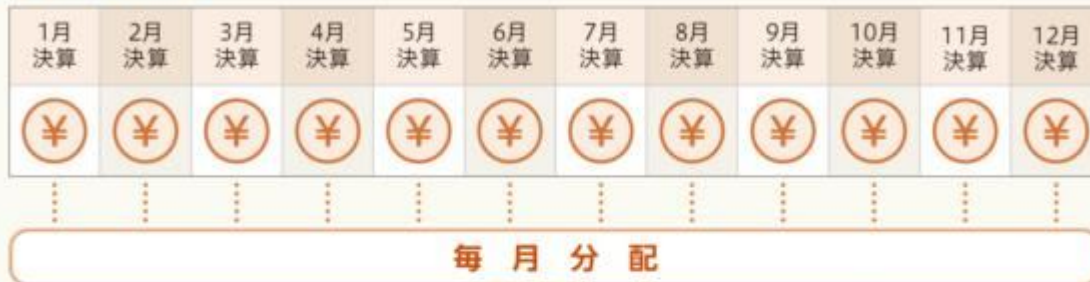 1月 2月 3月 4月 5月 6月 7月 8月 9月 10月 11月 12月
決算 決算 決算 決算 決算 決算 決算 決算 決算 決算 決算 決算
¥ ¥ ¥ ¥ ¥ ¥ ¥ ¥ ¥ ¥ ¥ ¥
毎月分配